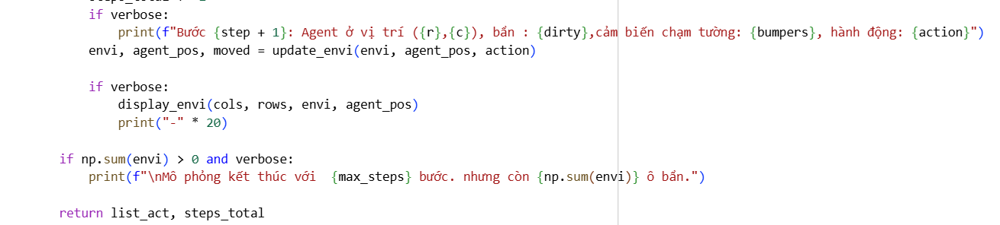 if verbose:
print(f"Bước {step + 1}: Agent ở vị trí ({r},{c}), bẩn : {dirty},cảm biến chạm tường: {bumpers}, hành động: {action}")
envi, agent_pos, moved = update_envi(envi, agent_pos, action)
if verbose:
display_envi(cols, rows, envi, agent_pos)
print("-" * 20)
if np.sum(envi) > 0 and verbose:
print(f"\nMô phỏng kết thúc với  {max_steps} bước. nhưng còn {np.sum(envi)} ô bẩn.")
return list_act, steps_total